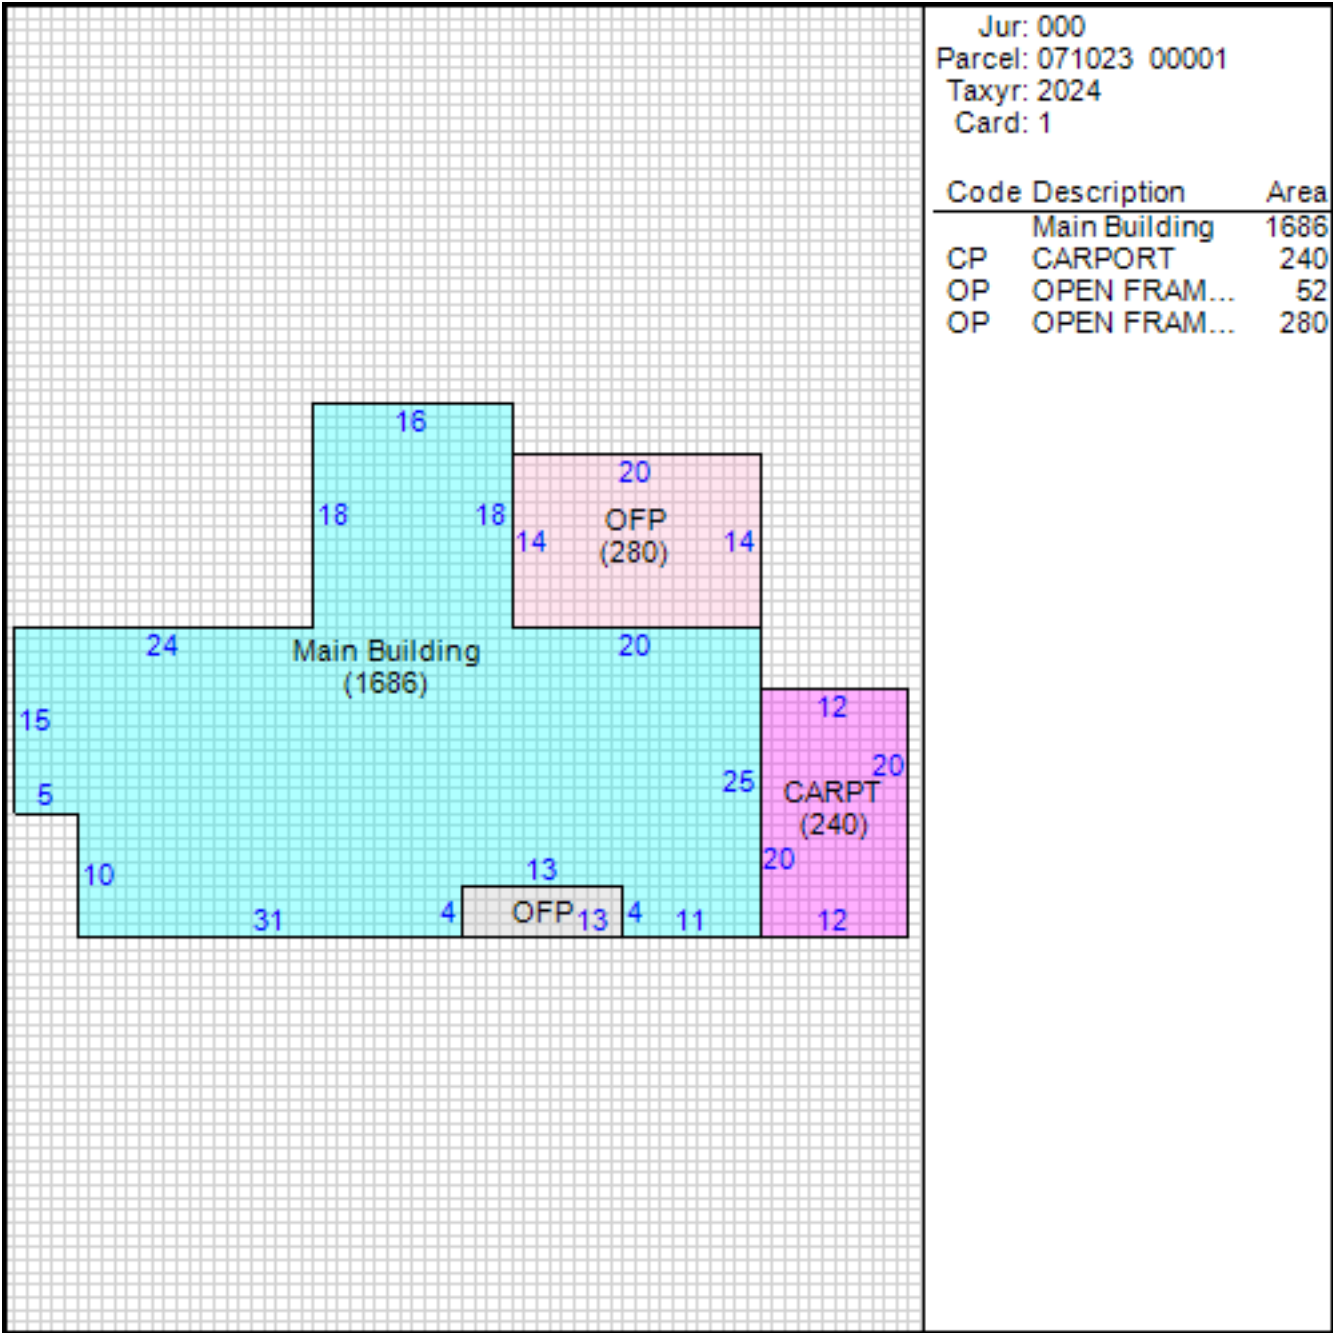 Jur: 000
Parcel: 071023 00001
Taxyr: 2024
Card: 1
Code Description Area
Main Building 1686
CP CARPORT 240
OP OPEN FRAM... 52
OP OPEN FRAM... 280
16
20
18 18
OFP
14 14
(280)
24 20
Main Building
(1686)
15
12
20
25
5
CARPT
(240)
20
13
10
31
4
OFP
13
4
11
12